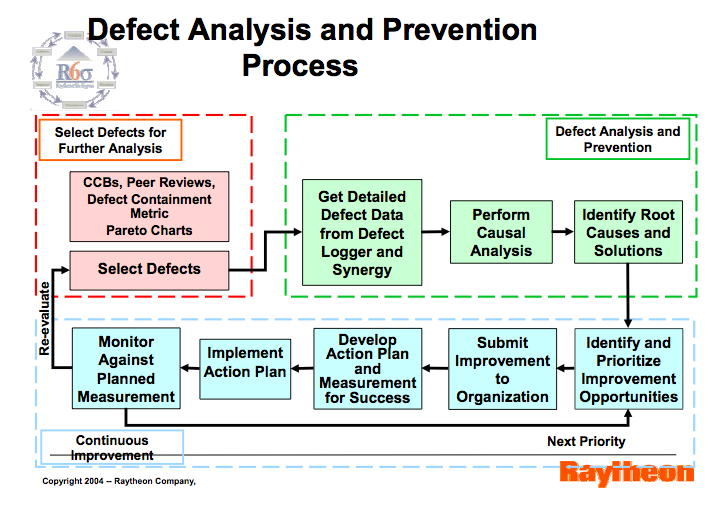 Defect Analysis and Prevention
Process
R6σ
Select Defects for
Further Analysis
Defect Analysis and
Prevention
CCBs, Peer Reviews,
Defect Containment
Metric
Pareto Charts
Select Defects
Get Detailed
Defect Data
from Defect
Logger and
Synergy
Perform
Causal
Analysis
Identify Root
Causes and
Solutions
Re-evaluate
Monitor
Against
Planned
Measurement
Implement
Action Plan
Develop
Action Plan
and
Measurement
for Success
Submit
Improvement
to
Organization
Identify and
Prioritize
Improvement
Opportunities
Continuous
Improvement
Next Priority
Raytheon
Copyright 2004 -- Raytheon Company,